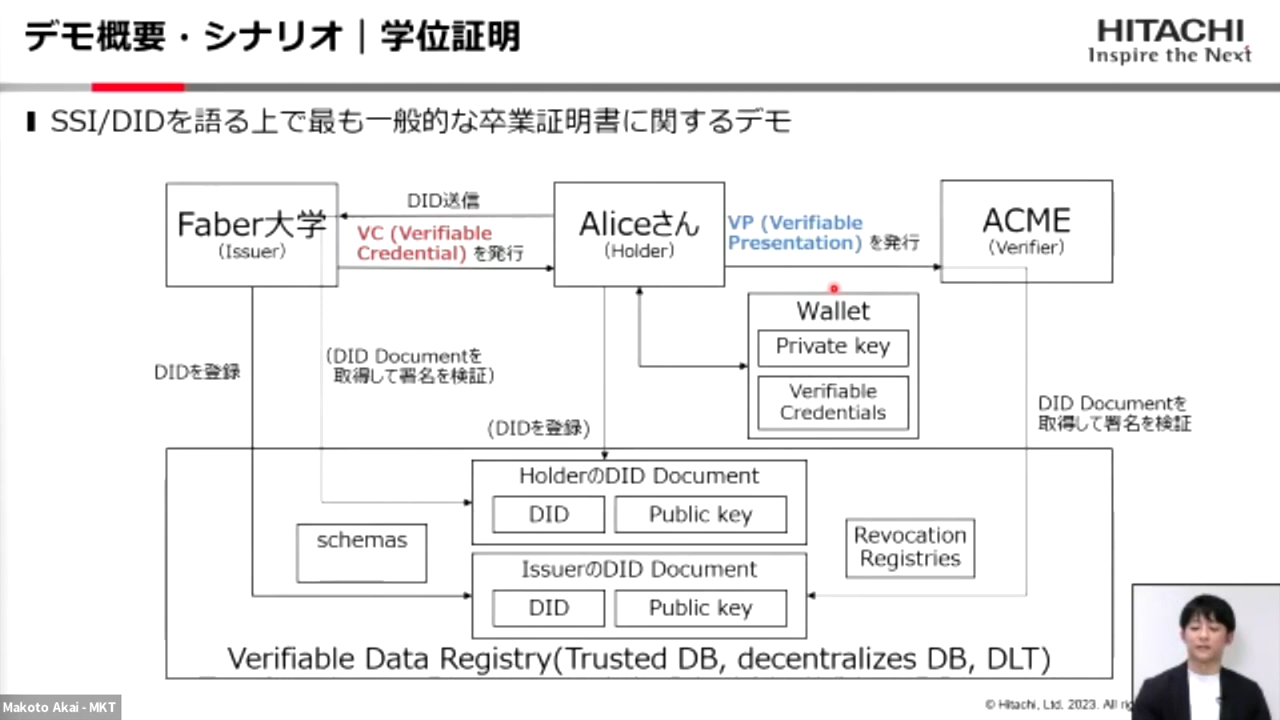 デモ概要・シナリオ｜学位証明
HITACHI
Inspire the Next
SSI/DIDを語る上で最も一般的な卒業証明書に関するデモ
Faber大学
(Issuer)
DID送信
VC (Verifiable
Credential) を発行
Aliceさん
(Holder)
VP (Verifiable
Presentation) を発行
ACME
(Verifier)
Wallet
Private key
Verifiable
Credentials
DIDを登録
(DID Documentを
取得して署名を検証)
(DIDを登録)
DID Documentを
取得して署名を検証
HolderのDID Document
DID
Public key
schemas
Revocation
Registries
IssuerのDID Document
DID
Public key
Verifiable Data Registry(Trusted DB, decentralizes DB, DLT)
© Hitachi, Ltd. 2023. All
Makoto Akai - MKT